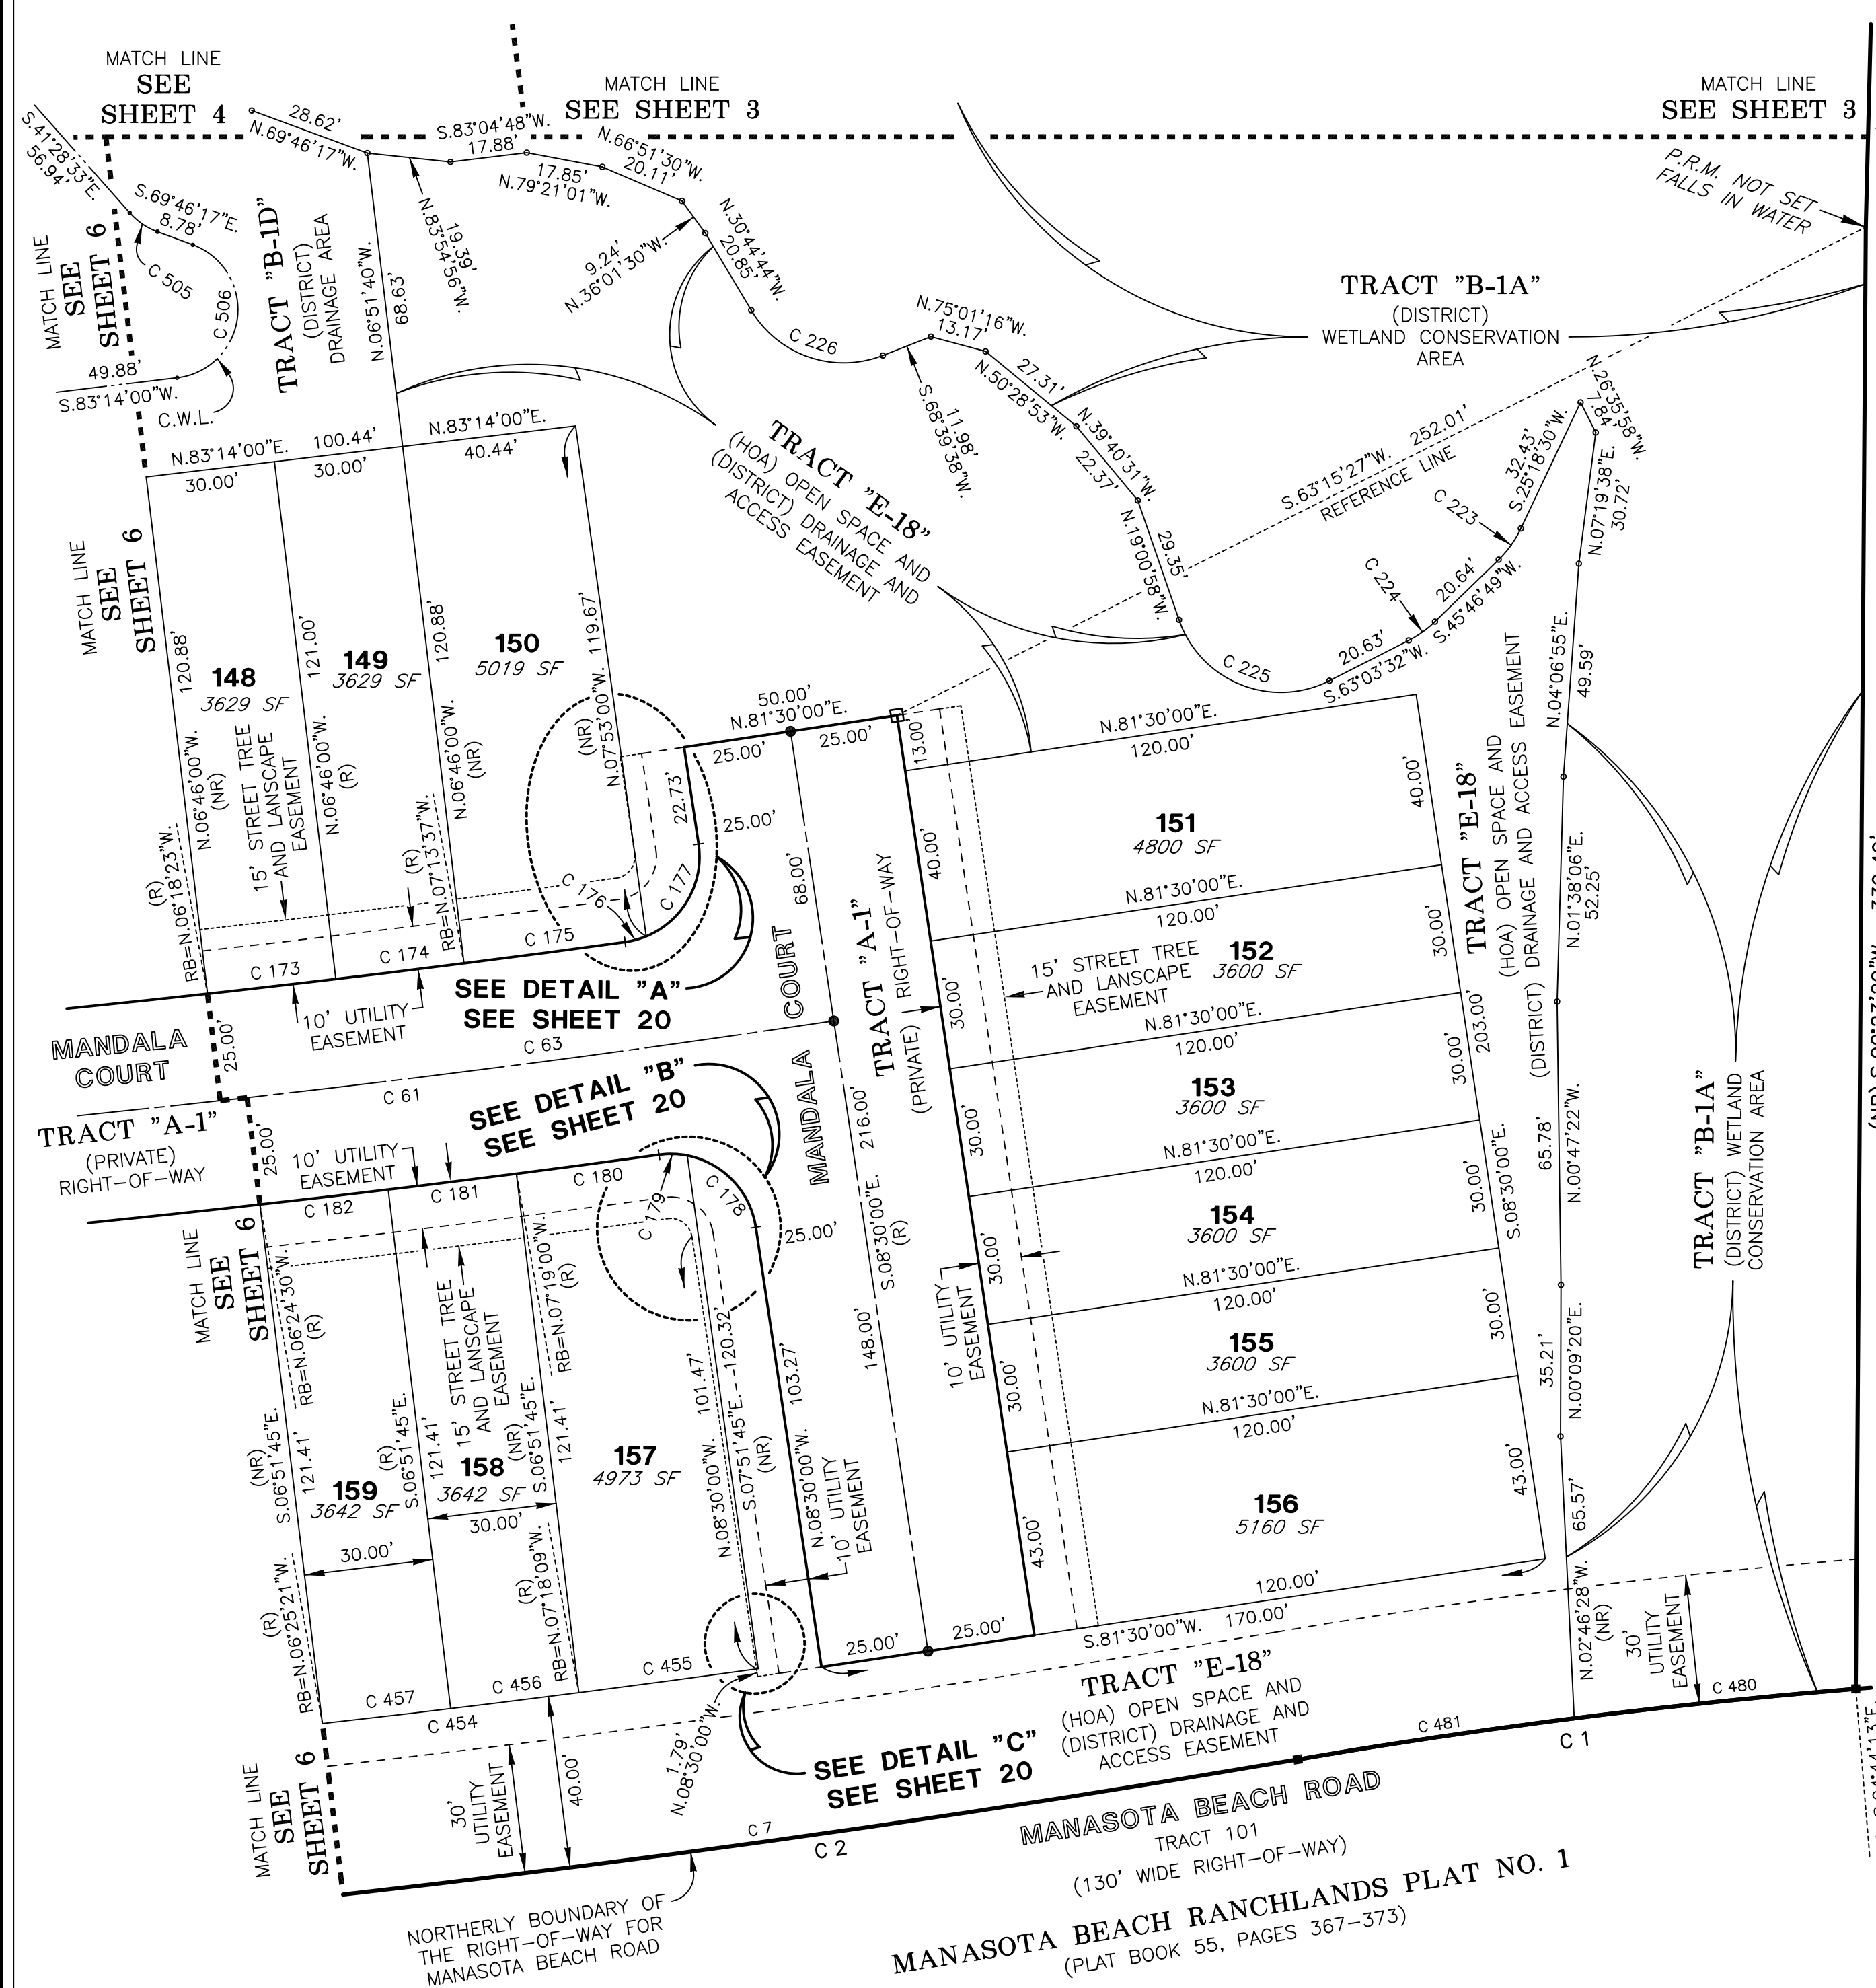 MATCH LINE
SEE
SHEET 4
MATCH LINE
SEE SHEET 3
MATCH LINE
SEE SHEET 3
P.R.M. NOT SET
FALLS IN WATER
28.62'
N.69°46'17"W.
S.83°04'48"W.
17.88'
17.85'
N.79°21'01"W.
N.66°51'30"W.
20.11'
S.41°28'33"E.
56.94'
S.69°46'17"E.
8.78'
C 505
C 506
49.88'
S.83°14'00"W.
C.W.L.
MATCH LINE
SEE
SHEET 6
TRACT "B-1D"
(DISTRICT)
DRAINAGE AREA
N.06°51'40"W.
68.63'
19.39'
N.83°54'56"W.
9.24'
N.36°01'30"W.
N.30°44'44"W.
20.85'
C 226
N.75°01'16"W.
13.17'
11.98'
S.68°39'38"W.
27.31'
N.50°28'53"W.
N.39°40'31"W.
22.37'
29.35'
N.19°00'58"W.
C 225
TRACT "B-1A"
(DISTRICT)
WETLAND CONSERVATION
AREA
S.63°15'27"W. 252.01'
REFERENCE LINE
N.26°35'58"W.
7.84'
32.43'
S.25°18'30"W.
C 223
N.07°19'38"E.
30.72'
C 224
20.64'
S.45°46'49"W.
20.63'
S.63°03'32"W.
N.04°06'55"E.
49.59'
TRACT "E-18"
(HOA) OPEN SPACE AND
(DISTRICT) DRAINAGE AND
ACCESS EASEMENT
N.83°14'00"E.
100.44'
N.83°14'00"E.
30.00'
30.00'
40.44'
MATCH LINE
SEE
SHEET 6
120.88'
148
3629 SF
121.00'
149
3629 SF
120.88'
150
5019 SF
119.67'
N.07°53'00"W.
(NR)
N.06°46'00"W.
(NR)
N.06°46'00"W.
(R)
N.06°46'00"W.
(NR)
15' STREET TREE
AND LANSCAPE
EASEMENT
(R)
RB=N.06°18'23"W.
(R)
RB=N.07°13'37"W.
C 173
C 174
C 175
C 176
C 177
22.73'
25.00'
50.00'
N.81°30'00"E.
25.00'
25.00'
13.00'
68.00'
10' UTILITY
EASEMENT
SEE DETAIL "A"
SEE SHEET 20
MANDALA
COURT
25.00'
C 63
C 61
TRACT "A-1"
(PRIVATE)
RIGHT-OF-WAY
25.00'
10' UTILITY
EASEMENT
SEE DETAIL "B"
SEE SHEET 20
MANDALA COURT
TRACT "A-1"
(PRIVATE) RIGHT-OF-WAY
216.00'
S.08°30'00"E.
(R)
148.00'
C 182
C 181
C 180
C 179
C 178
25.00'
N.81°30'00"E.
120.00'
40.00'
40.00'
151
4800 SF
N.81°30'00"E.
120.00'
15' STREET TREE
AND LANSCAPE
EASEMENT
152
3600 SF
30.00'
30.00'
N.81°30'00"E.
120.00'
153
3600 SF
30.00'
30.00'
N.81°30'00"E.
120.00'
154
3600 SF
30.00'
30.00'
N.81°30'00"E.
120.00'
155
3600 SF
30.00'
30.00'
N.81°30'00"E.
120.00'
156
5160 SF
43.00'
43.00'
120.00'
S.81°30'00"W. 170.00'
203.00'
S.08°30'00"E.
TRACT "E-18"
(HOA) OPEN SPACE AND
(DISTRICT) DRAINAGE AND ACCESS EASEMENT
N.01°38'06"E.
52.25'
65.78'
N.00°47'22"W.
35.21'
N.00°09'20"E.
65.57'
N.02°46'28"W.
(NR)
TRACT "B-1A"
(DISTRICT) WETLAND
CONSERVATION AREA
10' UTILITY
EASEMENT
MATCH LINE
SEE
SHEET 6
RB=N.06°24'30"W.
(R)
(NR)
S.06°51'45"E.
121.41'
159
3642 SF
30.00'
(R)
S.06°51'45"E.
121.41'
15' STREET TREE
AND LANSCAPE
EASEMENT
158
3642 SF
30.00'
RB=N.07°19'00"W.
(R)
(NR)
S.06°51'45"E.
121.41'
157
4973 SF
101.47'
N.08°30'00"W.
120.32'
S.07°51'45"E.
(NR)
103.27'
N.08°30'00"W.
10' UTILITY
EASEMENT
(R)
RB=N.06°25'21"W.
(R)
RB=N.07°18'09"W.
C 457
C 456
C 455
C 454
25.00'
25.00'
1.79'
N.08°30'00"W.
SEE DETAIL "C"
SEE SHEET 20
TRACT "E-18"
(HOA) OPEN SPACE AND
(DISTRICT) DRAINAGE AND
ACCESS EASEMENT
30'
UTILITY
EASEMENT
C 480
C 481
C 1
MATCH LINE
SEE
SHEET 6
30'
UTILITY
EASEMENT
40.00'
C 7
C 2
MANASOTA BEACH ROAD
TRACT 101
(130' WIDE RIGHT-OF-WAY)
MANASOTA BEACH RANCHLANDS PLAT NO. 1
(PLAT BOOK 55, PAGES 367-373)
NORTHERLY BOUNDARY OF
THE RIGHT-OF-WAY FOR
MANASOTA BEACH ROAD